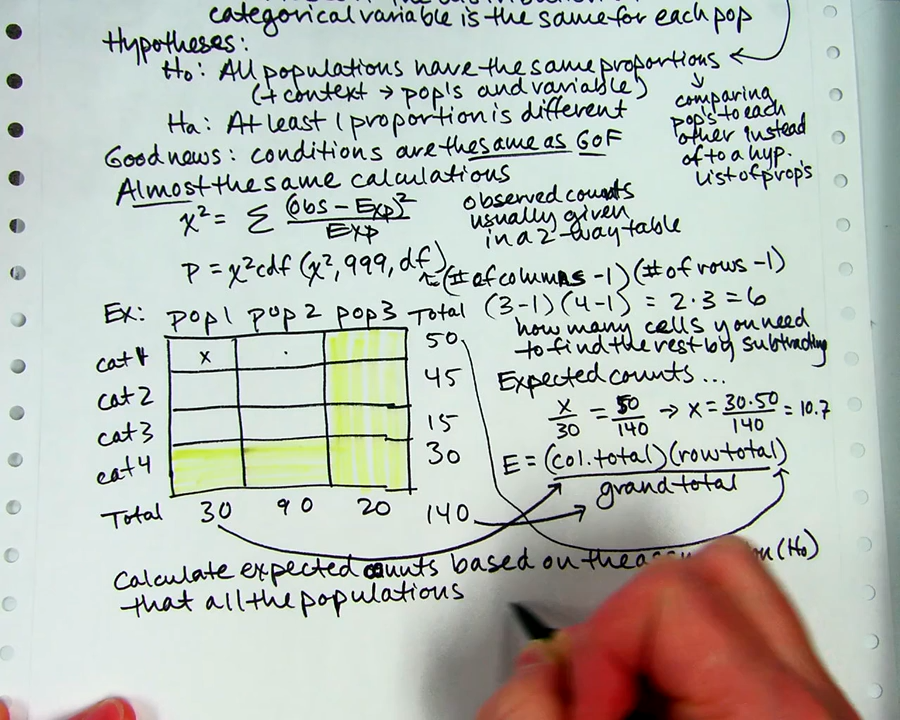 categorical variable is the same for each pop
Hypotheses:
Ho: All populations have the same proportions
(+ context → pop's and variable)
Ha: At least 1 proportion is different
comparing
pop's to each
other instead
of to a hyp.
list of prop's
Good news: conditions are the same as GoF
Almost the same calculations
χ² = Σ (Obs - Exp)²
Exp
observed counts
usually given
in a 2-way table
P = χ²cdf (χ², 999, df)
(# of columns -1)(# of rows -1)
(3-1)(4-1) = 2·3 = 6
how many cells you need
to find the rest by subtracting
Ex: pop1 pop 2 pop3 Total
cat 1 x 50
cat 2 45
cat 3 15
cat 4 30
Total 30 90 20 140
Expected counts ...
x/30 = 50/140 → x = 30·50/140 = 10.7
E = (col. total)(row total)
grand total
Calculate expected counts based on the (Ho)
that all the populations